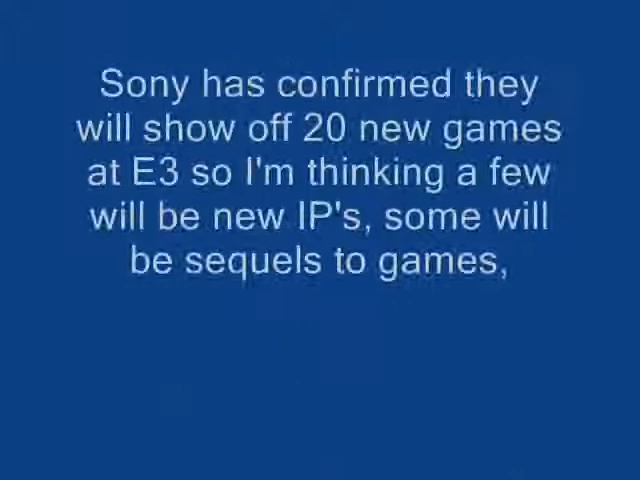 Sony has confirmed they
will show off 20 new games
at E3 so I'm thinking a few
will be new IP's, some will
be sequels to games,